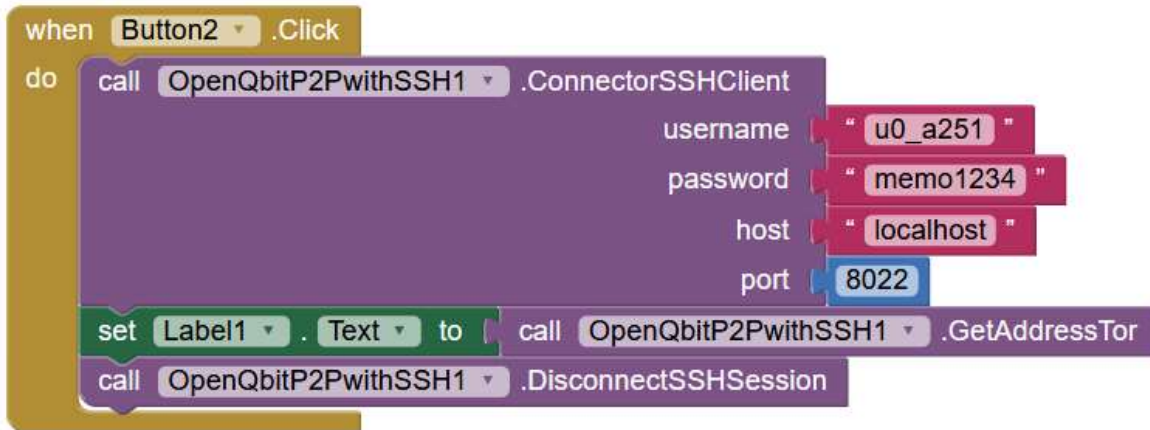 when Button2 .Click
do call OpenQbitP2PwithSSH1 .ConnectorSSHClient
username " u0_a251 "
password " memo1234 "
host " localhost "
port 8022
set Label1 . Text to call OpenQbitP2PwithSSH1 .GetAddressTor
call OpenQbitP2PwithSSH1 .DisconnectSSHSession